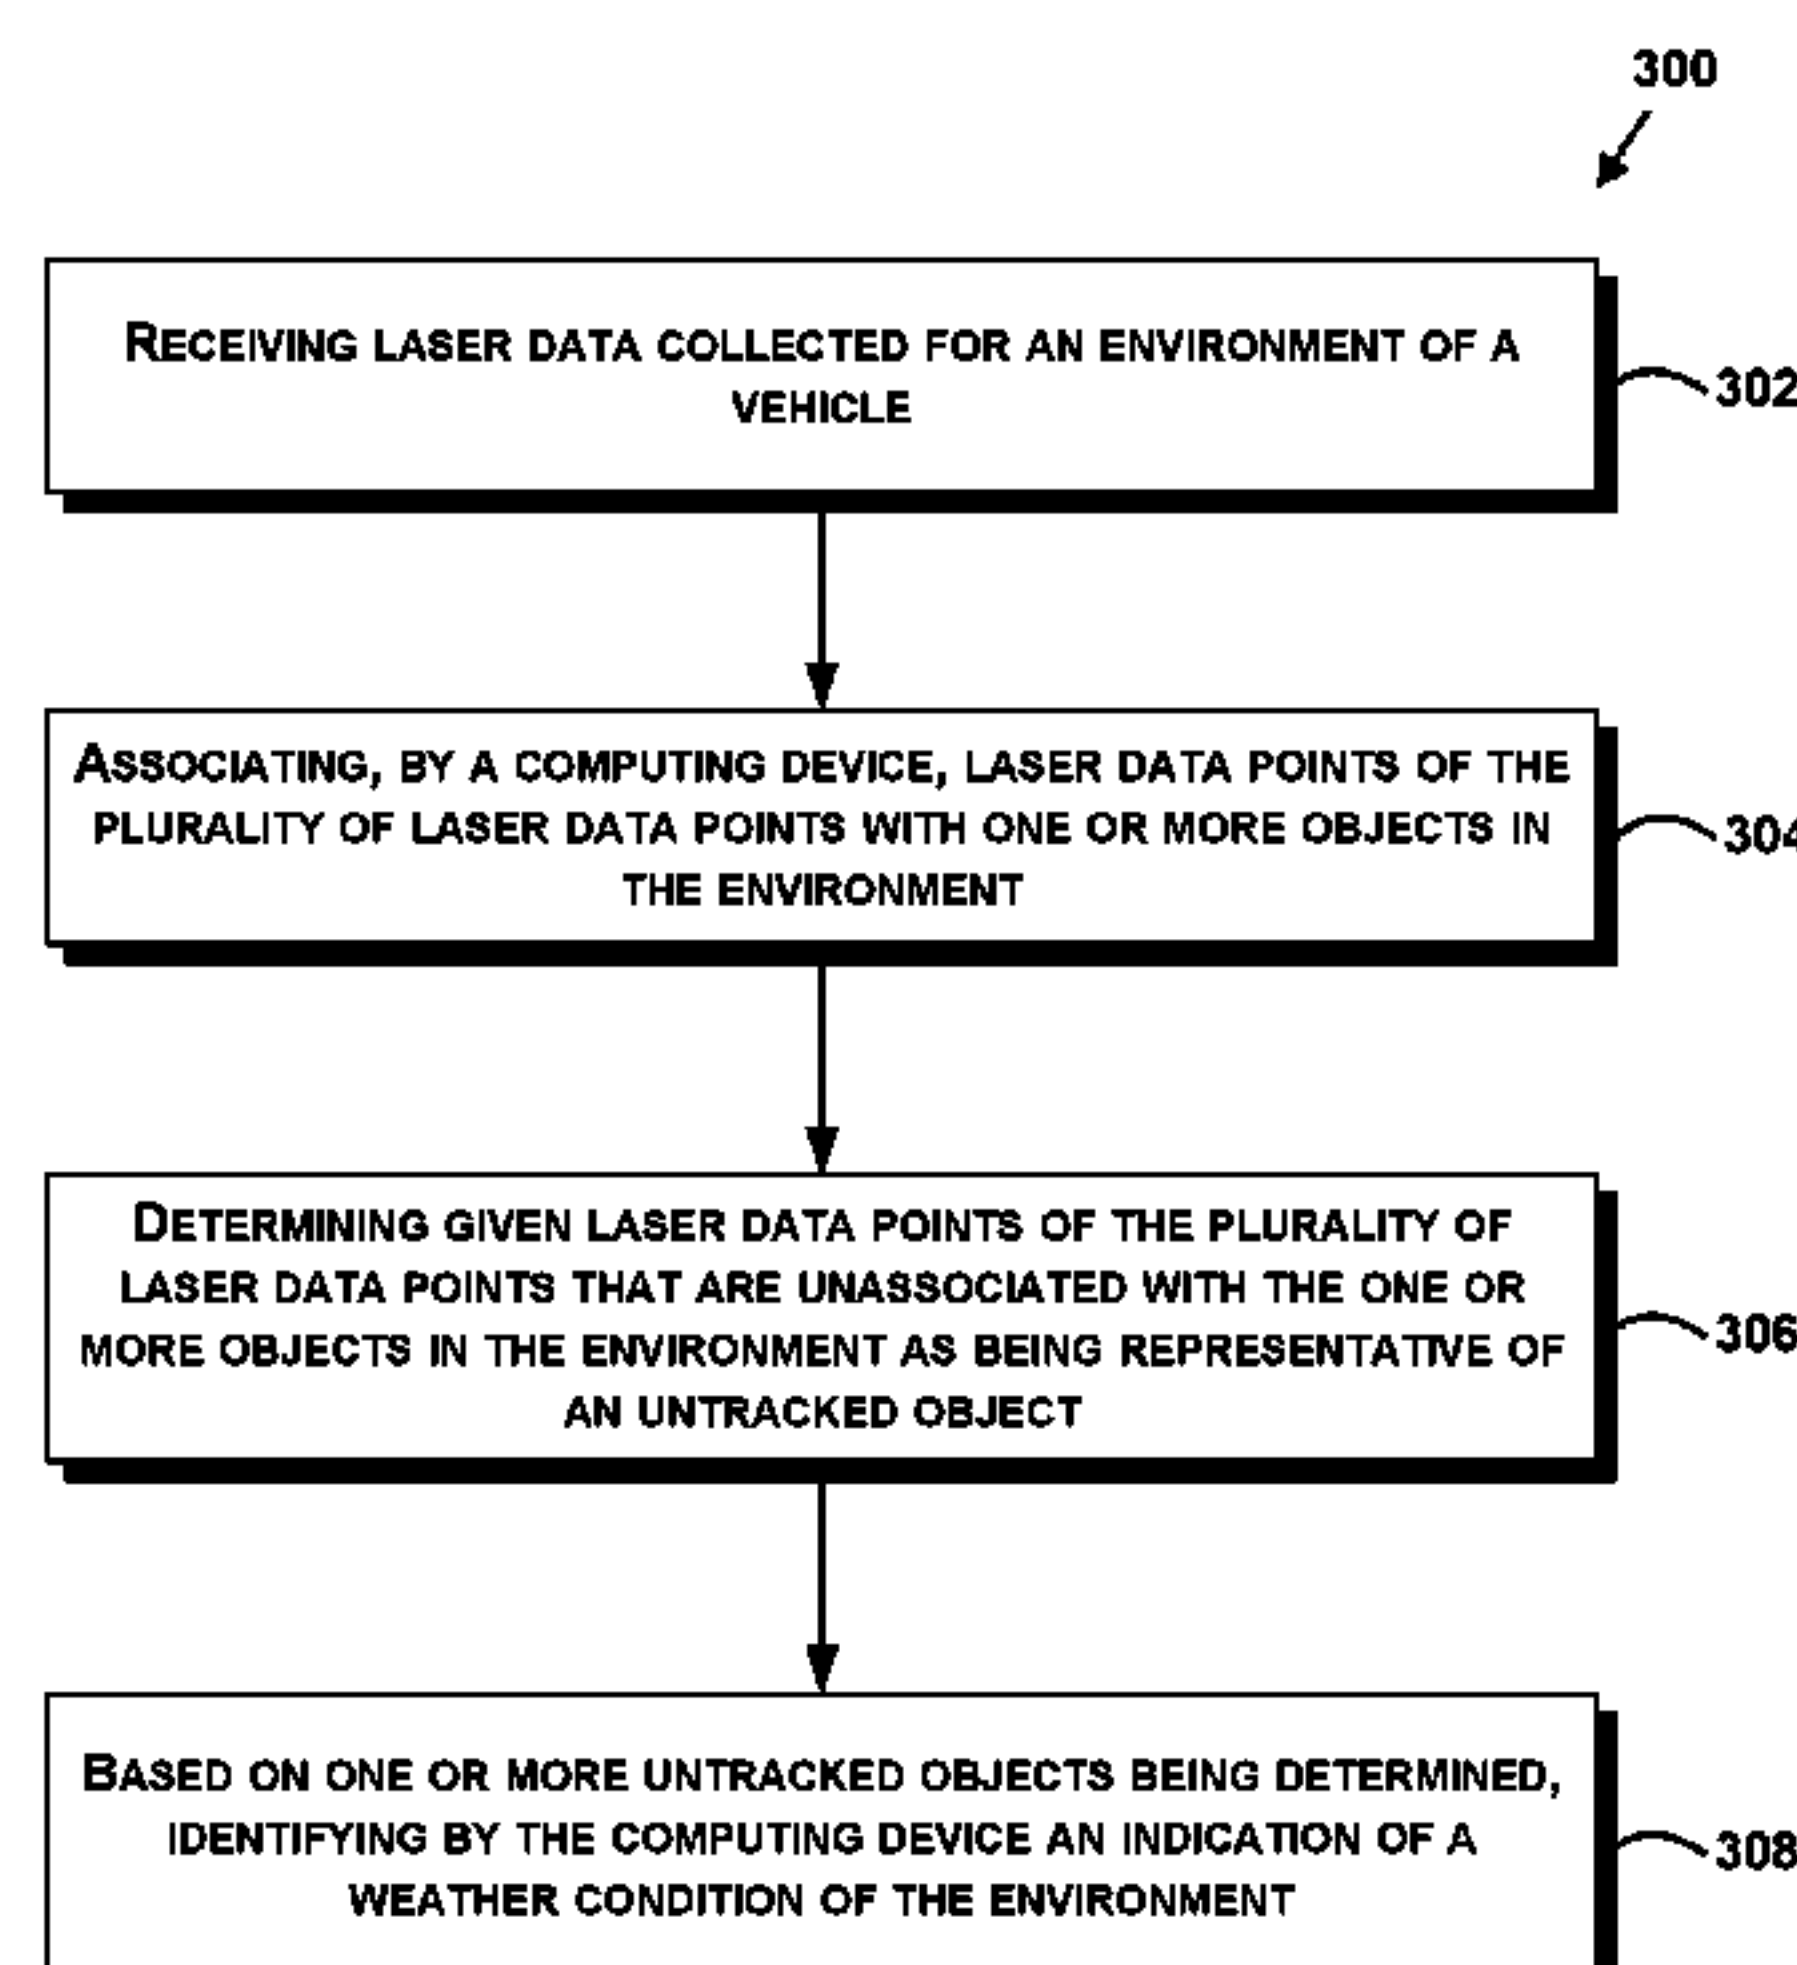 300
RECEIVING LASER DATA COLLECTED FOR AN ENVIRONMENT OF A
VEHICLE
302
ASSOCIATING, BY A COMPUTING DEVICE, LASER DATA POINTS OF THE
PLURALITY OF LASER DATA POINTS WITH ONE OR MORE OBJECTS IN
THE ENVIRONMENT
304
DETERMINING GIVEN LASER DATA POINTS OF THE PLURALITY OF
LASER DATA POINTS THAT ARE UNASSOCIATED WITH THE ONE OR
MORE OBJECTS IN THE ENVIRONMENT AS BEING REPRESENTATIVE OF
AN UNTRACKED OBJECT
306
BASED ON ONE OR MORE UNTRACKED OBJECTS BEING DETERMINED,
IDENTIFYING BY THE COMPUTING DEVICE AN INDICATION OF A
WEATHER CONDITION OF THE ENVIRONMENT
308